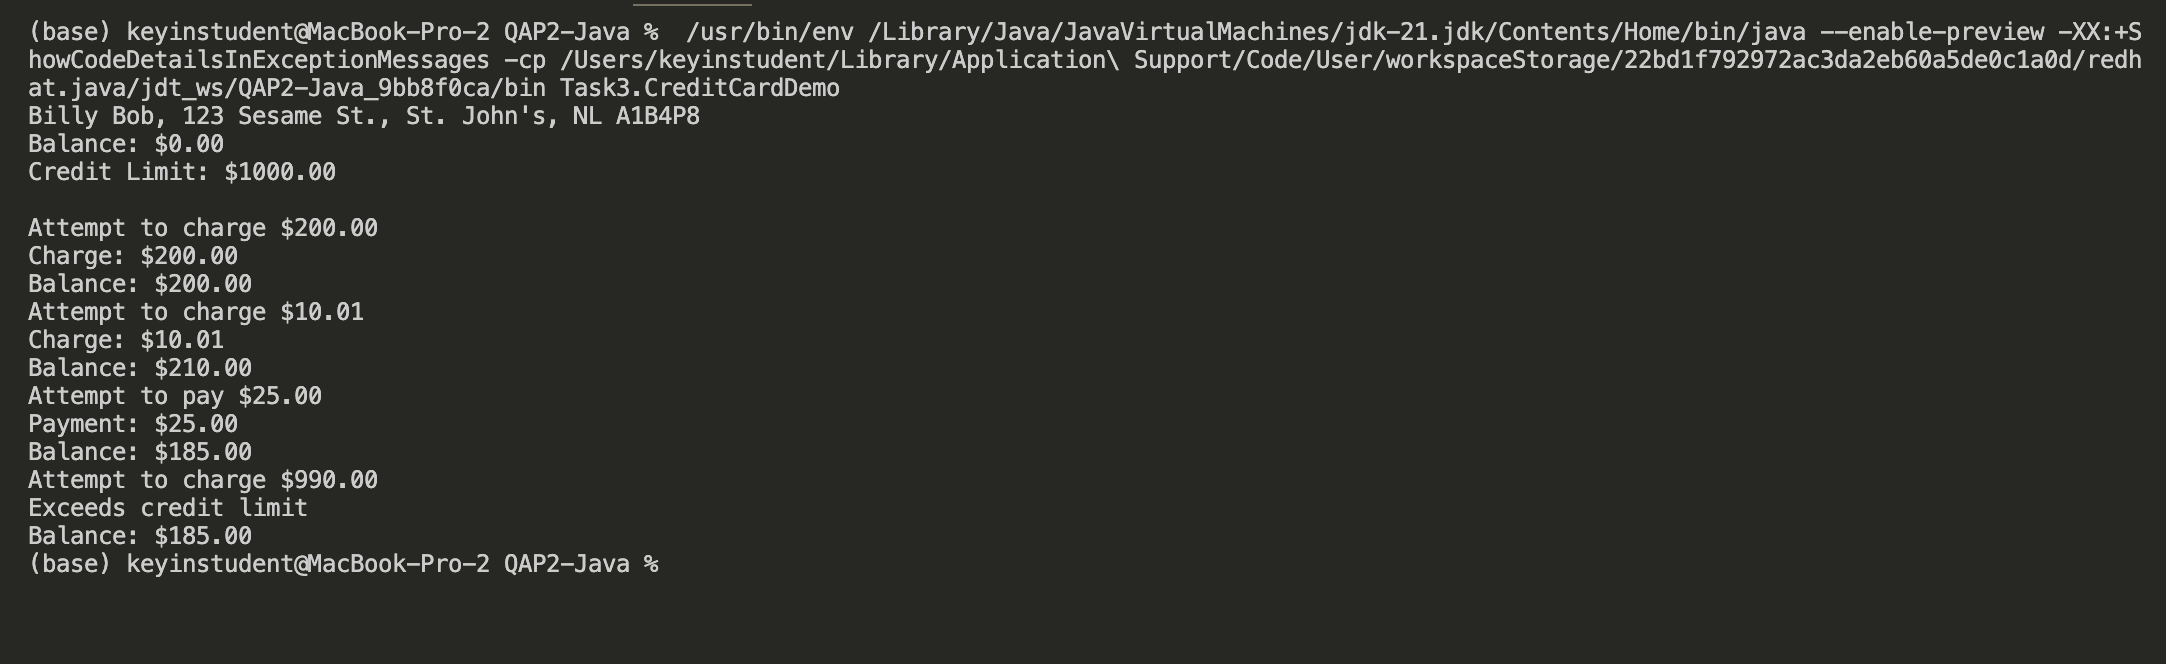 (base) keyinstudent@MacBook-Pro-2 QAP2-Java %  /usr/bin/env /Library/Java/JavaVirtualMachines/jdk-21.jdk/Contents/Home/bin/java --enable-preview -XX:+S
howCodeDetailsInExceptionMessages -cp /Users/keyinstudent/Library/Application\ Support/Code/User/workspaceStorage/22bd1f792972ac3da2eb60a5de0c1a0d/redh
at.java/jdt_ws/QAP2-Java_9bb8f0ca/bin Task3.CreditCardDemo
Billy Bob, 123 Sesame St., St. John's, NL A1B4P8
Balance: $0.00
Credit Limit: $1000.00

Attempt to charge $200.00
Charge: $200.00
Balance: $200.00
Attempt to charge $10.01
Charge: $10.01
Balance: $210.00
Attempt to pay $25.00
Payment: $25.00
Balance: $185.00
Attempt to charge $990.00
Exceeds credit limit
Balance: $185.00
(base) keyinstudent@MacBook-Pro-2 QAP2-Java %